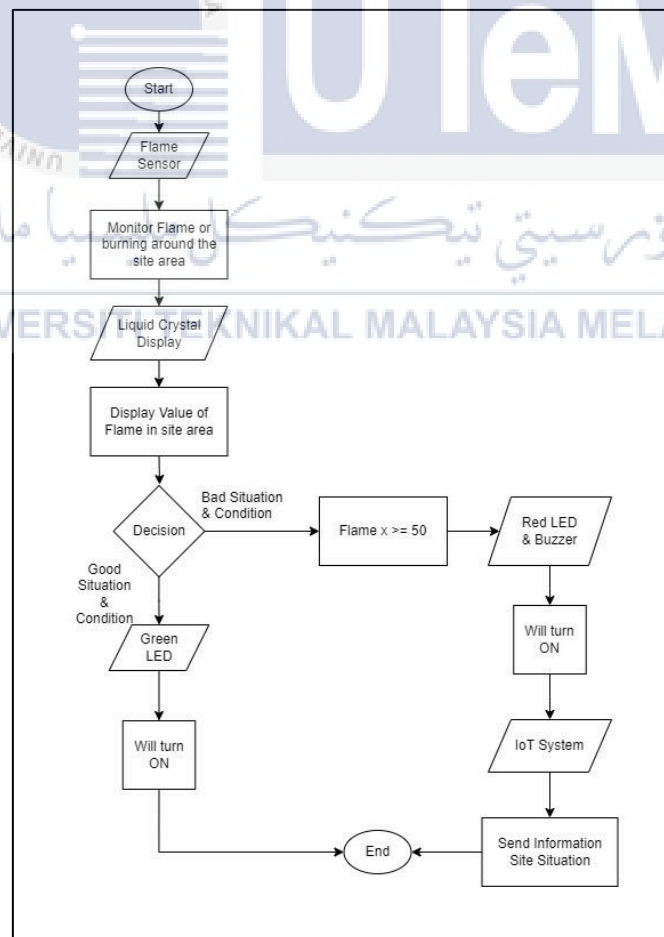 UTeM
Start
Flame
Sensor
Monitor Flame or
burning around the
site area
Liquid Crystal
Display
TEKNIKAL MALAYSIA
Display Value of
Flame in site area
Decision
Bad Situation
& Condition
Flame x >= 50
Red LED
& Buzzer
Good
Situation
&
Condition
Green
LED
Will turn
ON
Will turn
ON
IoT System
Send Information
Site Situation
End